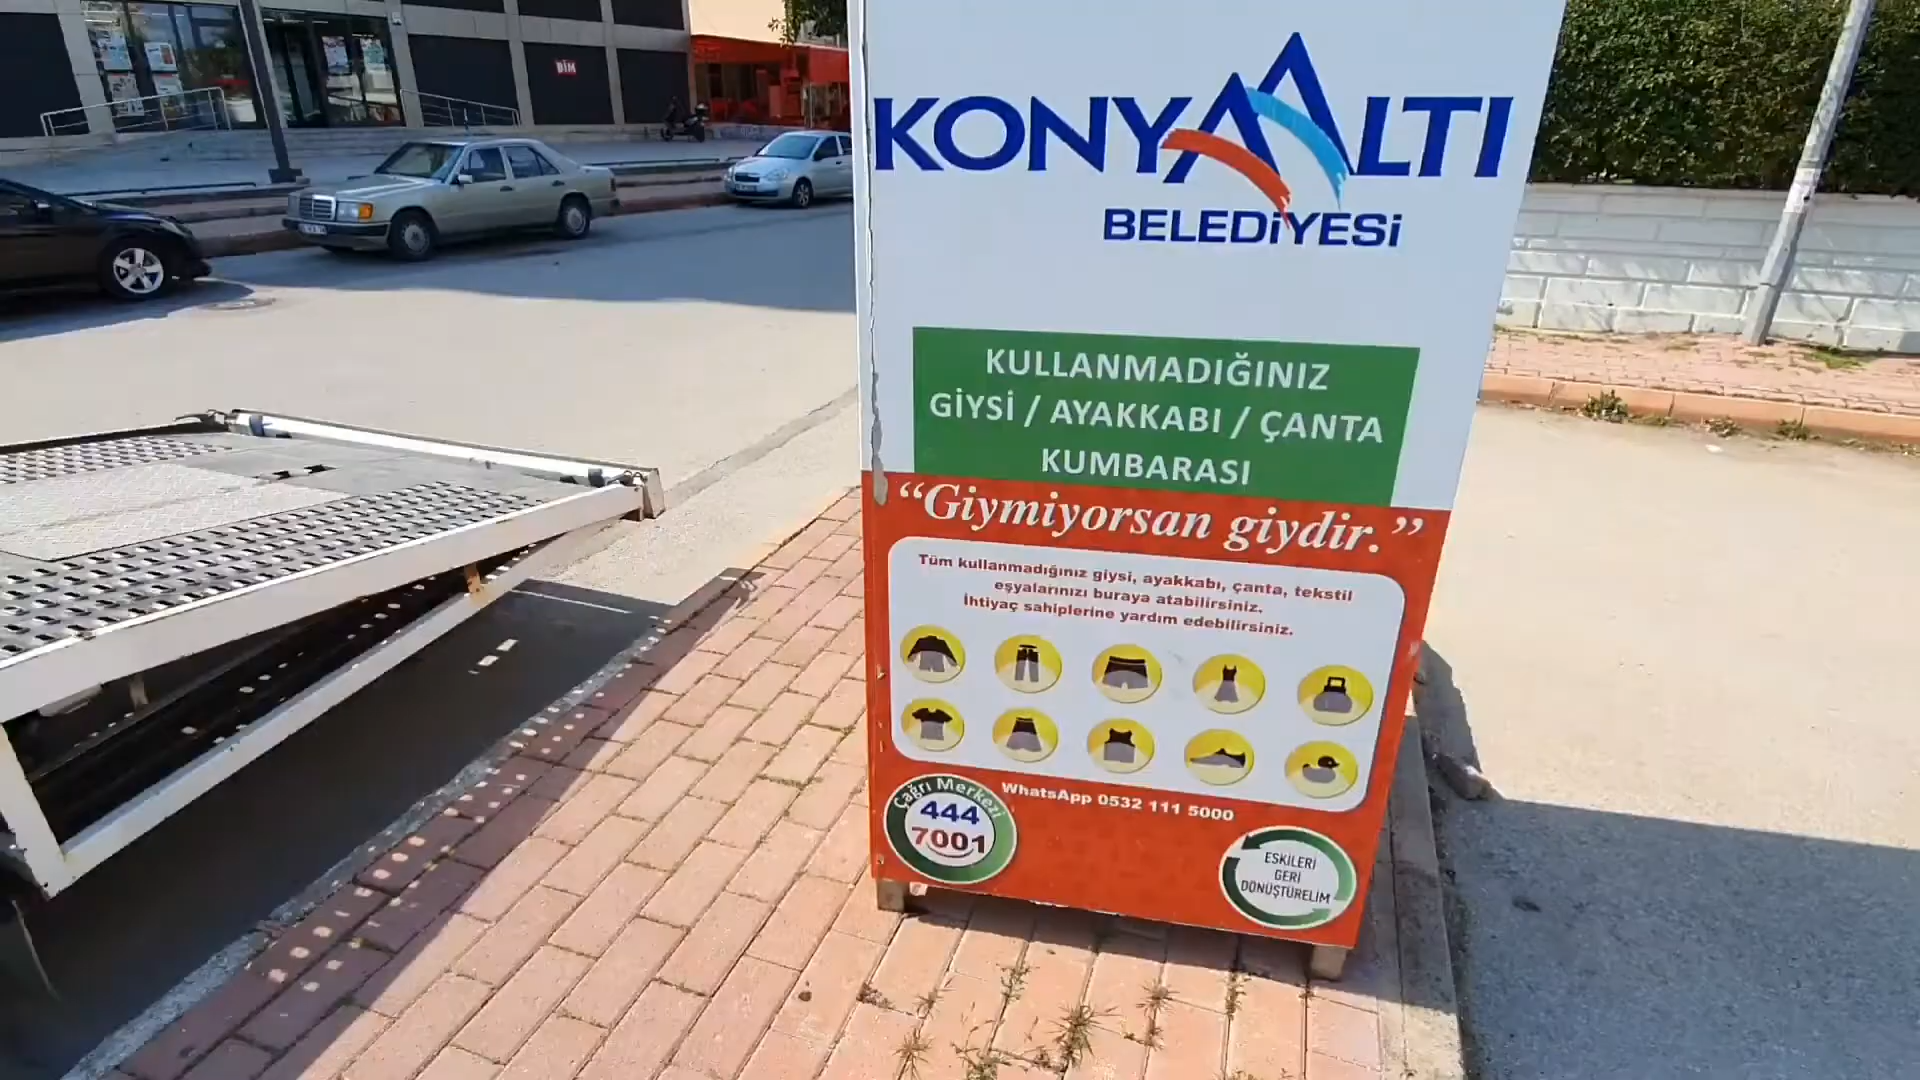 BİM
KONYAALTI
BELEDİYESİ
KULLANMADIĞINIZ
GİYSİ / AYAKKABI / ÇANTA
KUMBARASI
“Giymiyorsan giydir.”
Tüm kullanmadığınız giysi, ayakkabı, çanta, tekstil
eşyalarınızı buraya atabilirsiniz.
İhtiyaç sahiplerine yardım edebilirsiniz.
WhatsApp 0532 111 5000
Çağrı Merkezi
444
7001
ESKİLERİ
GERİ
DÖNÜŞTÜRELİM